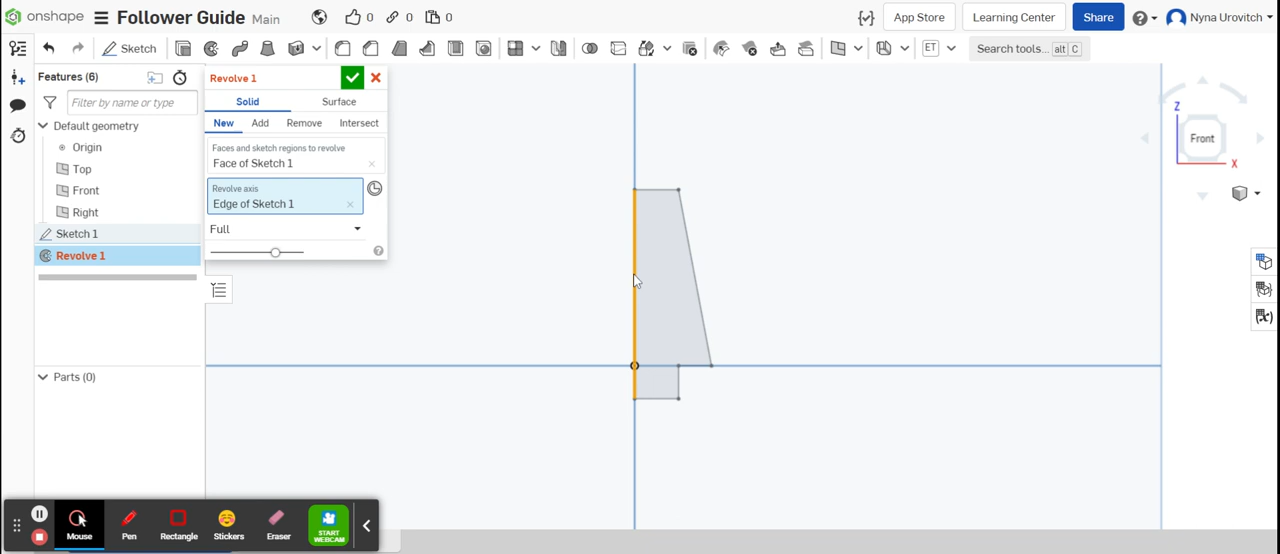 onshape Follower Guide Main 0 0 0 App Store Learning Center Share Nyna Urovitch
Sketch ET Search tools... alt C
Features (6)
Filter by name or type
Default geometry
Origin
Top
Front
Right
Sketch 1
Revolve 1
Parts (0)
Revolve 1
Solid Surface
New Add Remove Intersect
Faces and sketch regions to revolve
Face of Sketch 1
Revolve axis
Edge of Sketch 1
Full
Z
Front
X
Mouse Pen Rectangle Stickers Eraser START
WEBCAM